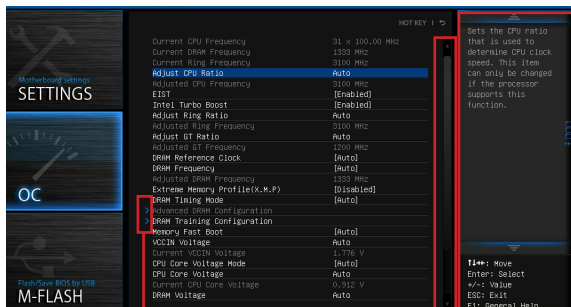 HOT KEY
Motherboard settings
SETTINGS
OC
Flash/Save BIOS by USB
M-FLASH
Current CPU Frequency 31 × 100.00 MHz
Current DRAM Frequency 1333 MHz
Current Ring Frequency 3100 MHz
Adjust CPU Ratio Auto
Adjusted CPU Frequency 3100 MHz
EIST [Enabled]
Intel Turbo Boost [Enabled]
Adjust Ring Ratio Auto
Adjusted Ring Frequency 3100 MHz
Adjust GT Ratio Auto
Adjusted GT Frequency 1200 MHz
DRAM Reference Clock [Auto]
DRAM Frequency [Auto]
Adjusted DRAM Frequency 1333 MHz
Extreme Memory Profile(X.M.P) [Disabled]
DRAM Timing Mode [Auto]
> Advanced DRAM Configuration
> DRAM Training Configuration
Memory Fast Boot [Auto]
VCCIN Voltage Auto
Current VCCIN Voltage 1.776 V
CPU Core Voltage Mode [Auto]
CPU Core Voltage Auto
Current CPU Core Voltage 0.912 V
DRAM Voltage Auto
Sets the CPU ratio
that is used to
determine CPU clock
speed. This item
can only be changed
if the processor
supports this
function.
↑↓→←: Move
Enter: Select
+/-: Value
ESC: Exit
F1: General Help